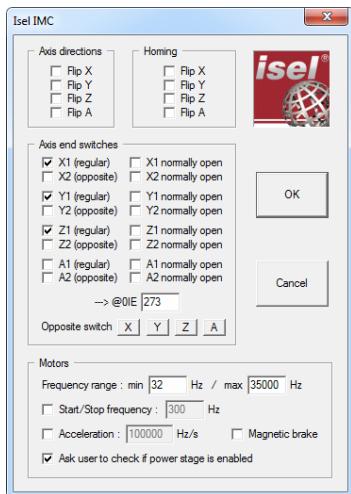 Isel IMC
Axis directions
Flip X
Flip Y
Flip Z
Flip A
Homing
Flip X
Flip Y
Flip Z
Flip A
isel®
Axis end switches
X1 (regular) X1 normally open
X2 (opposite) X2 normally open
Y1 (regular) Y1 normally open
Y2 (opposite) Y2 normally open
Z1 (regular) Z1 normally open
Z2 (opposite) Z2 normally open
A1 (regular) A1 normally open
A2 (opposite) A2 normally open
---> @0IE 273
Opposite switch X Y Z A
OK
Cancel
Motors
Frequency range : min 32 Hz / max 35000 Hz
Start/Stop frequency : 300 Hz
Acceleration : 100000 Hz/s Magnetic brake
Ask user to check if power stage is enabled